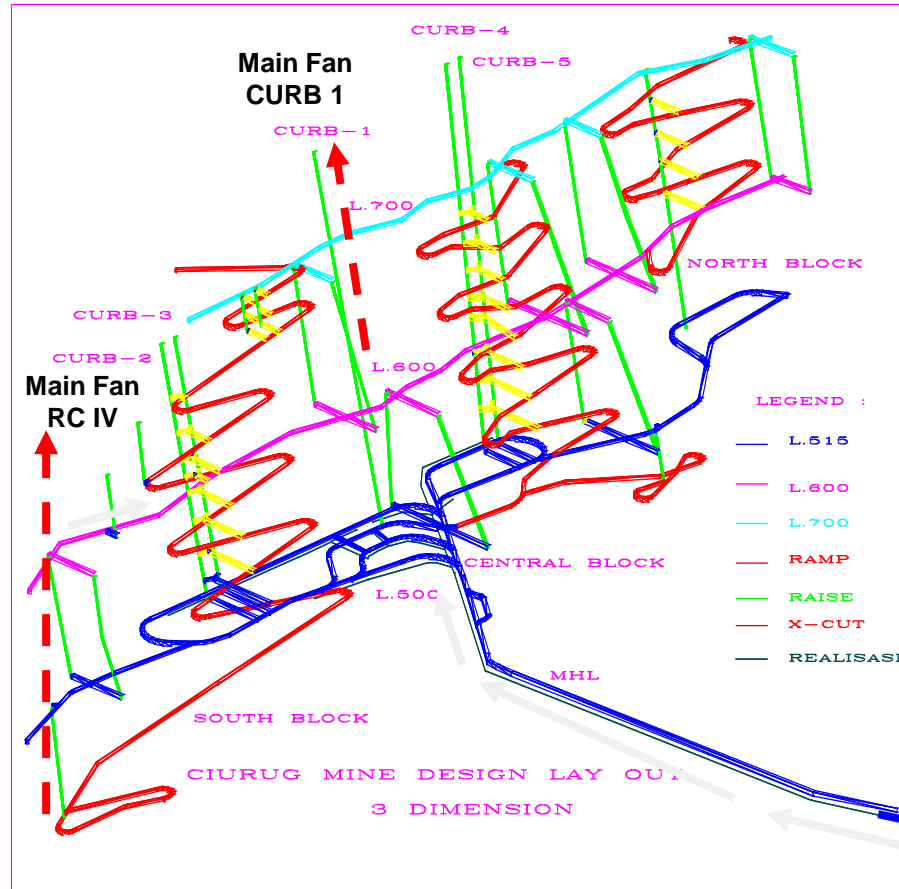 CURB-4
CURB-5
Main Fan
CURB 1
CURB-1
L.700
NORTH BLOCK
CURB-3
CURB-2
L.600
Main Fan
RC IV
LEGEND :
L.515
L.600
L.700
RAMP
RAISE
X-CUT
CENTRAL BLOCK
L.500
MHL
SOUTH BLOCK
CIURUG MINE DESIGN LAY OUT
3 DIMENSION